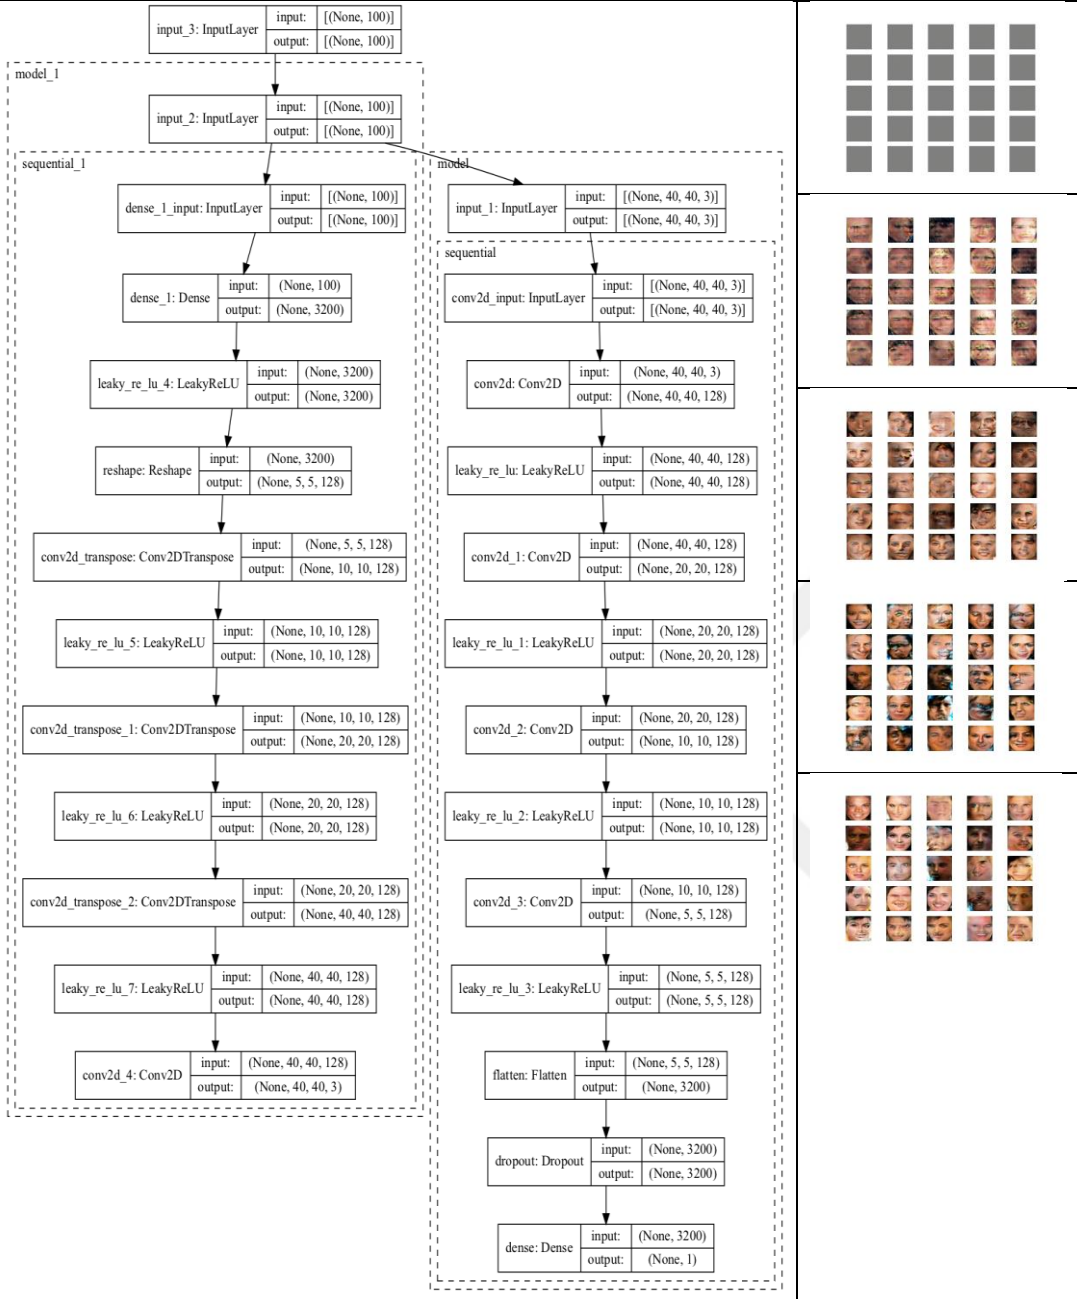 input_3: InputLayer
input: [(None, 100)]
output: [(None, 100)]
model_1
input_2: InputLayer
input: [(None, 100)]
output: [(None, 100)]
sequential_1
dense_1_input: InputLayer
input: [(None, 100)]
output: [(None, 100)]
dense_1: Dense
input: (None, 100)
output: (None, 3200)
leaky_re_lu_4: LeakyReLU
input: (None, 3200)
output: (None, 3200)
reshape: Reshape
input: (None, 3200)
output: (None, 5, 5, 128)
conv2d_transpose: Conv2DTranspose
input: (None, 5, 5, 128)
output: (None, 10, 10, 128)
leaky_re_lu_5: LeakyReLU
input: (None, 10, 10, 128)
output: (None, 10, 10, 128)
conv2d_transpose_1: Conv2DTranspose
input: (None, 10, 10, 128)
output: (None, 20, 20, 128)
leaky_re_lu_6: LeakyReLU
input: (None, 20, 20, 128)
output: (None, 20, 20, 128)
conv2d_transpose_2: Conv2DTranspose
input: (None, 20, 20, 128)
output: (None, 40, 40, 128)
leaky_re_lu_7: LeakyReLU
input: (None, 40, 40, 128)
output: (None, 40, 40, 128)
conv2d_4: Conv2D
input: (None, 40, 40, 128)
output: (None, 40, 40, 3)
model
input_1: InputLayer
input: [(None, 40, 40, 3)]
output: [(None, 40, 40, 3)]
sequential
conv2d_input: InputLayer
input: [(None, 40, 40, 3)]
output: [(None, 40, 40, 3)]
conv2d: Conv2D
input: (None, 40, 40, 3)
output: (None, 40, 40, 128)
leaky_re_lu: LeakyReLU
input: (None, 40, 40, 128)
output: (None, 40, 40, 128)
conv2d_1: Conv2D
input: (None, 40, 40, 128)
output: (None, 20, 20, 128)
leaky_re_lu_1: LeakyReLU
input: (None, 20, 20, 128)
output: (None, 20, 20, 128)
conv2d_2: Conv2D
input: (None, 20, 20, 128)
output: (None, 10, 10, 128)
leaky_re_lu_2: LeakyReLU
input: (None, 10, 10, 128)
output: (None, 10, 10, 128)
conv2d_3: Conv2D
input: (None, 10, 10, 128)
output: (None, 5, 5, 128)
leaky_re_lu_3: LeakyReLU
input: (None, 5, 5, 128)
output: (None, 5, 5, 128)
flatten: Flatten
input: (None, 5, 5, 128)
output: (None, 3200)
dropout: Dropout
input: (None, 3200)
output: (None, 3200)
dense: Dense
input: (None, 3200)
output: (None, 1)